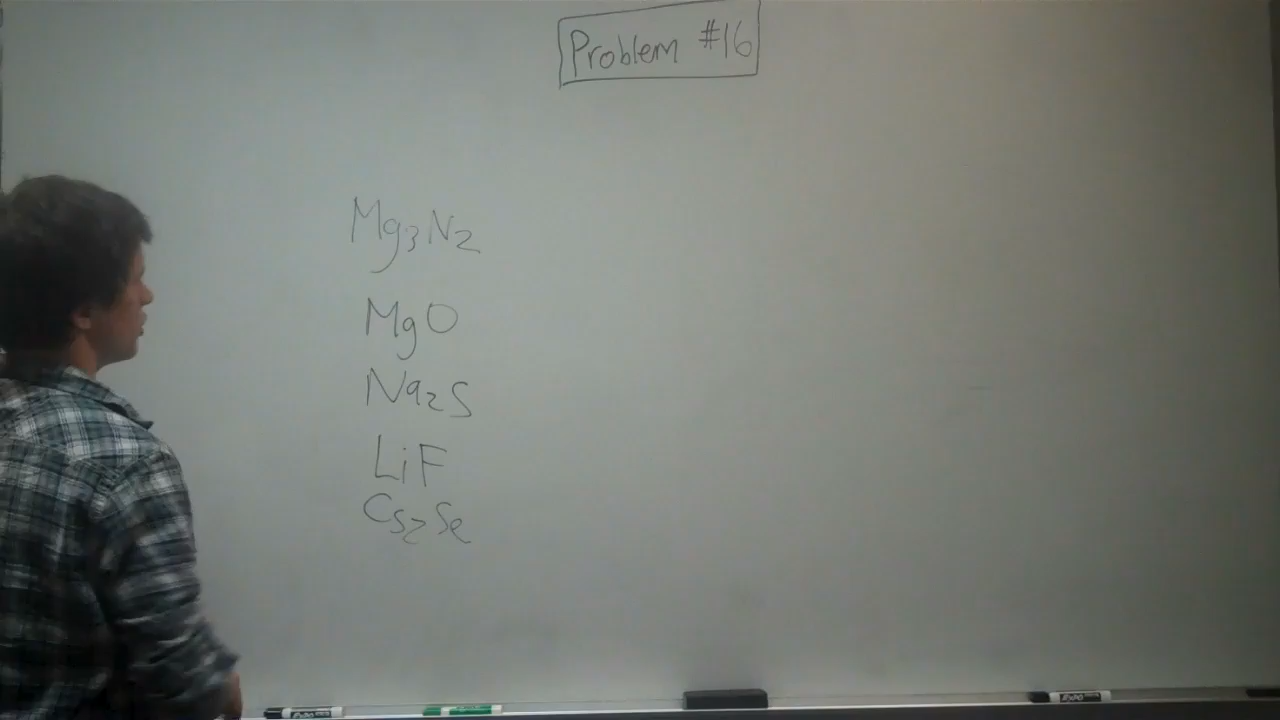 Problem #16
Mg₃N₂
MgO
Na₂S
LiF
Cs₂Se